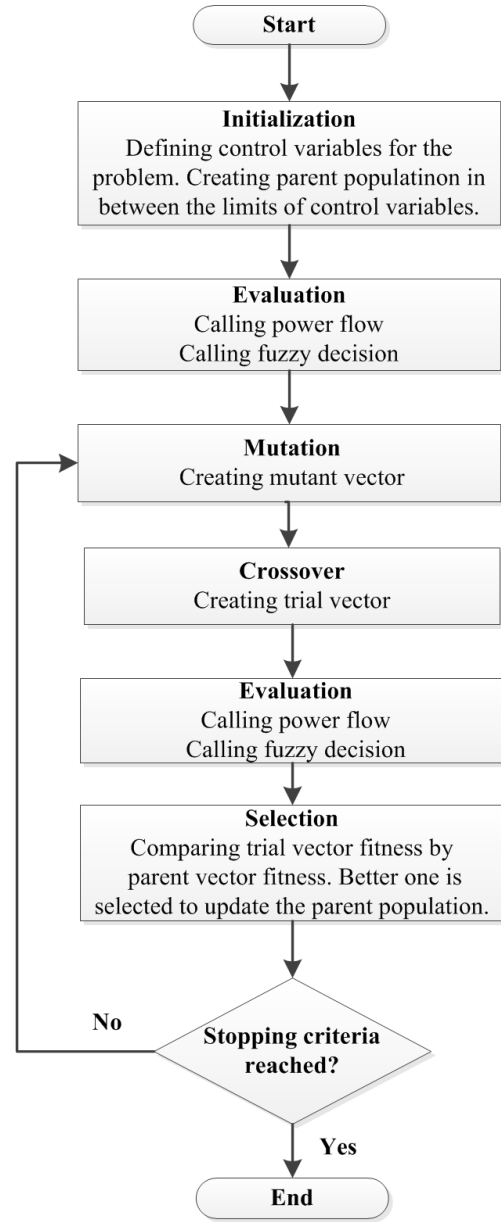 Start
Initialization
Defining control variables for the
problem. Creating parent populatinon in
between the limits of control variables.
Evaluation
Calling power flow
Calling fuzzy decision
Mutation
Creating mutant vector
Crossover
Creating trial vector
Evaluation
Calling power flow
Calling fuzzy decision
Selection
Comparing trial vector fitness by
parent vector fitness. Better one is
selected to update the parent population.
No
Stopping criteria
reached?
Yes
End